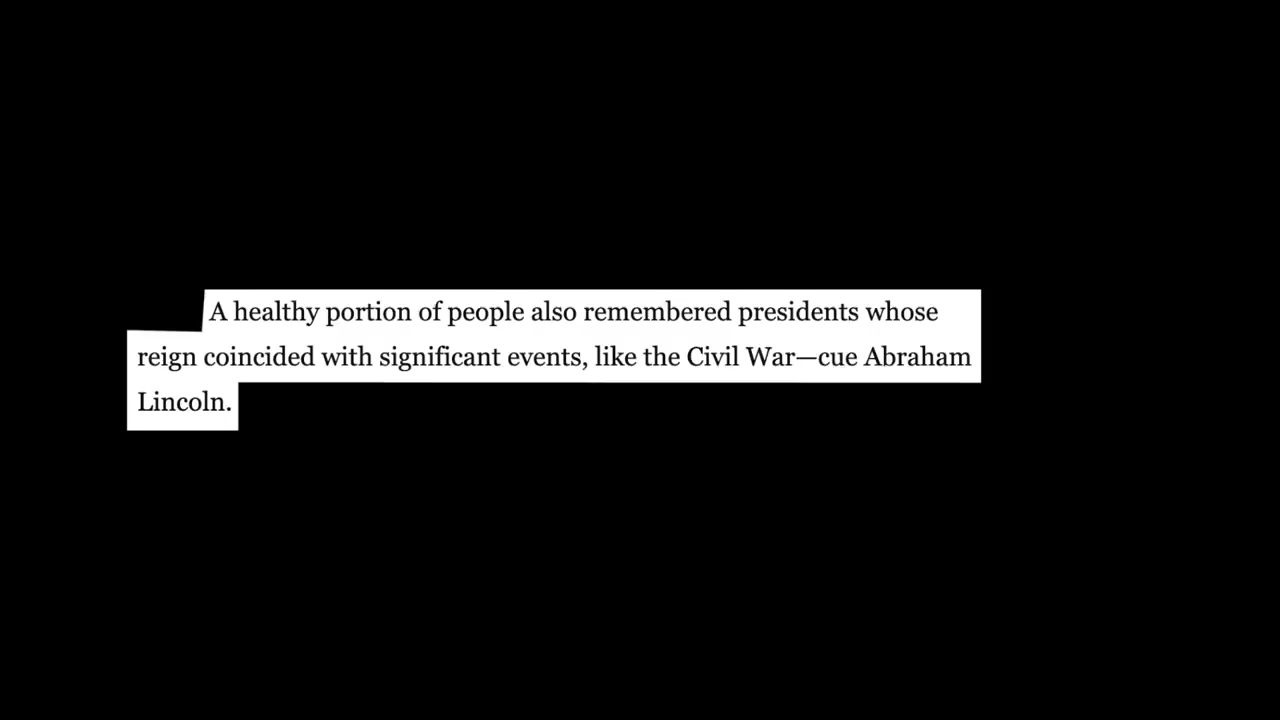 A healthy portion of people also remembered presidents whose
reign coincided with significant events, like the Civil War—cue Abraham
Lincoln.